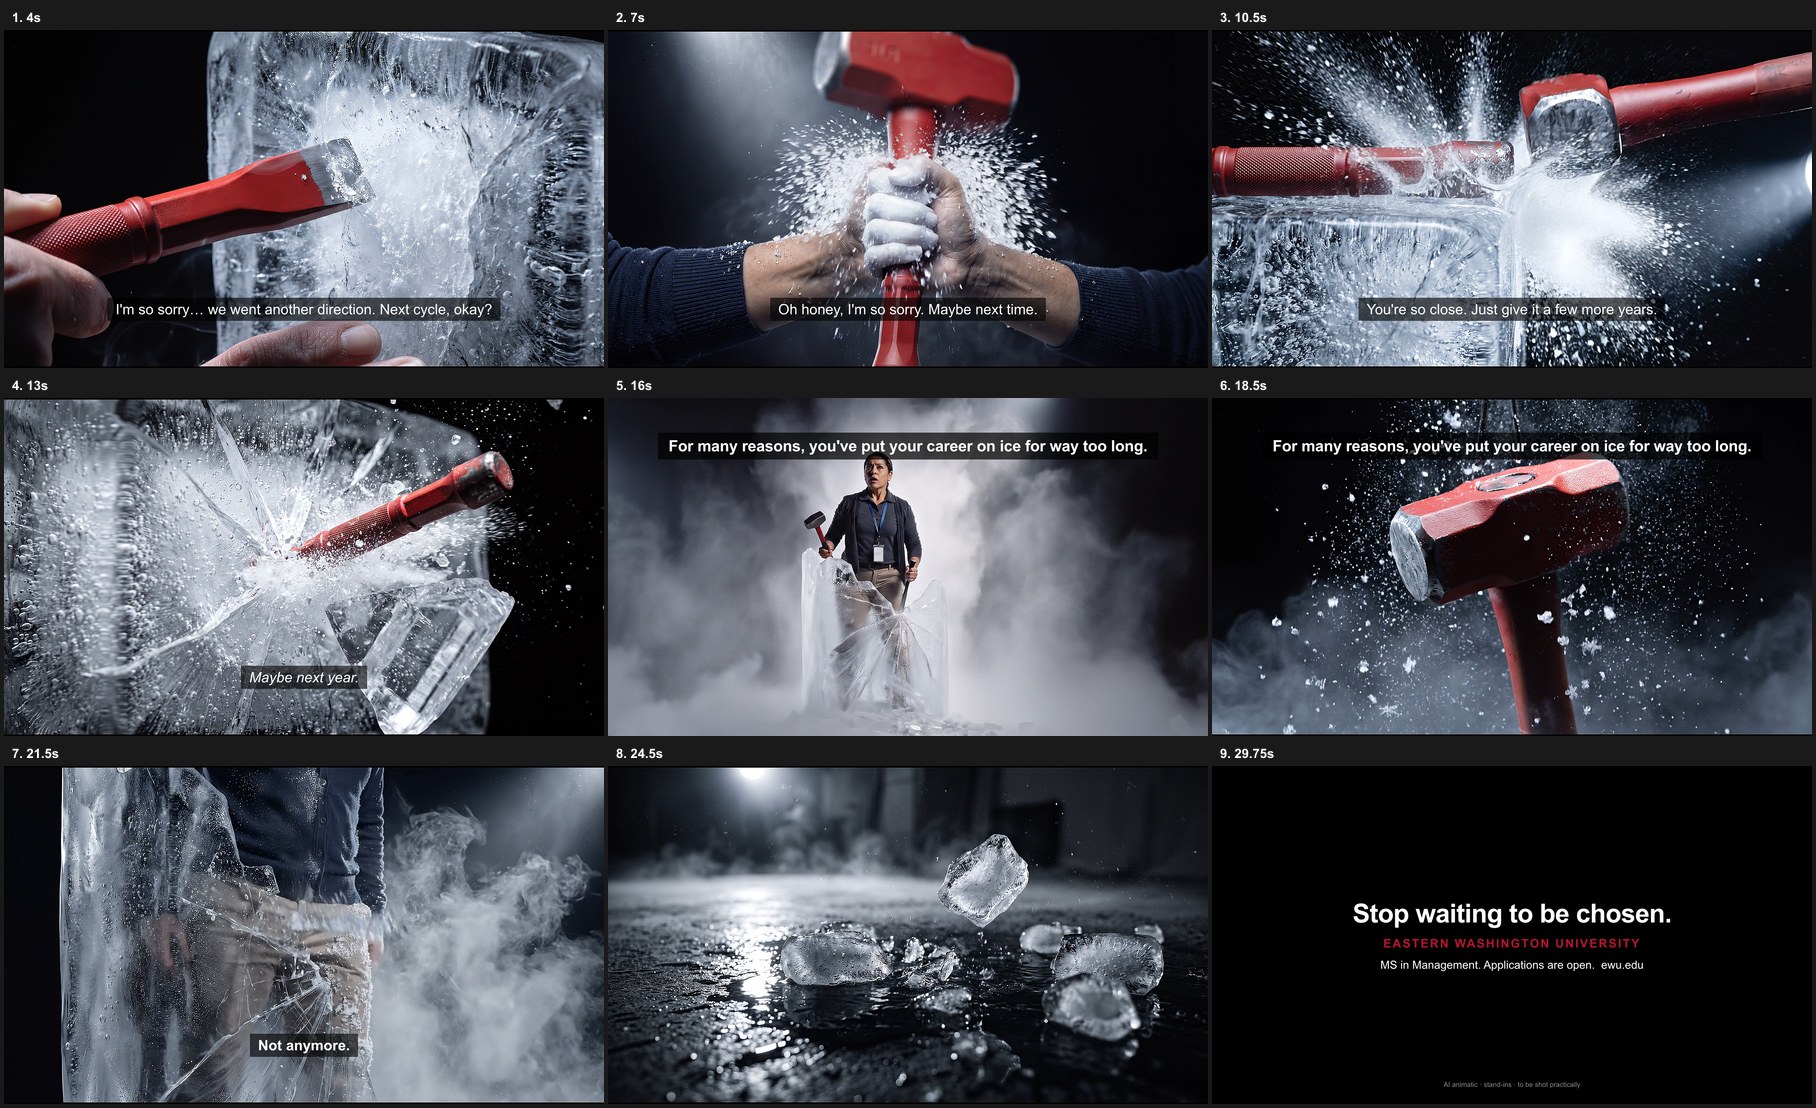 1. 4s
I'm so sorry… we went another direction. Next cycle, okay?
2. 7s
Oh honey, I'm so sorry. Maybe next time.
3. 10.5s
You're so close. Just give it a few more years.
4. 13s
Maybe next year.
5. 16s
For many reasons, you've put your career on ice for way too long.
6. 18.5s
For many reasons, you've put your career on ice for way too long.
7. 21.5s
Not anymore.
8. 24.5s
9. 29.75s
Stop waiting to be chosen.
EASTERN WASHINGTON UNIVERSITY
MS in Management. Applications are open. ewu.edu
AI animatic · stand-ins · to be shot practically